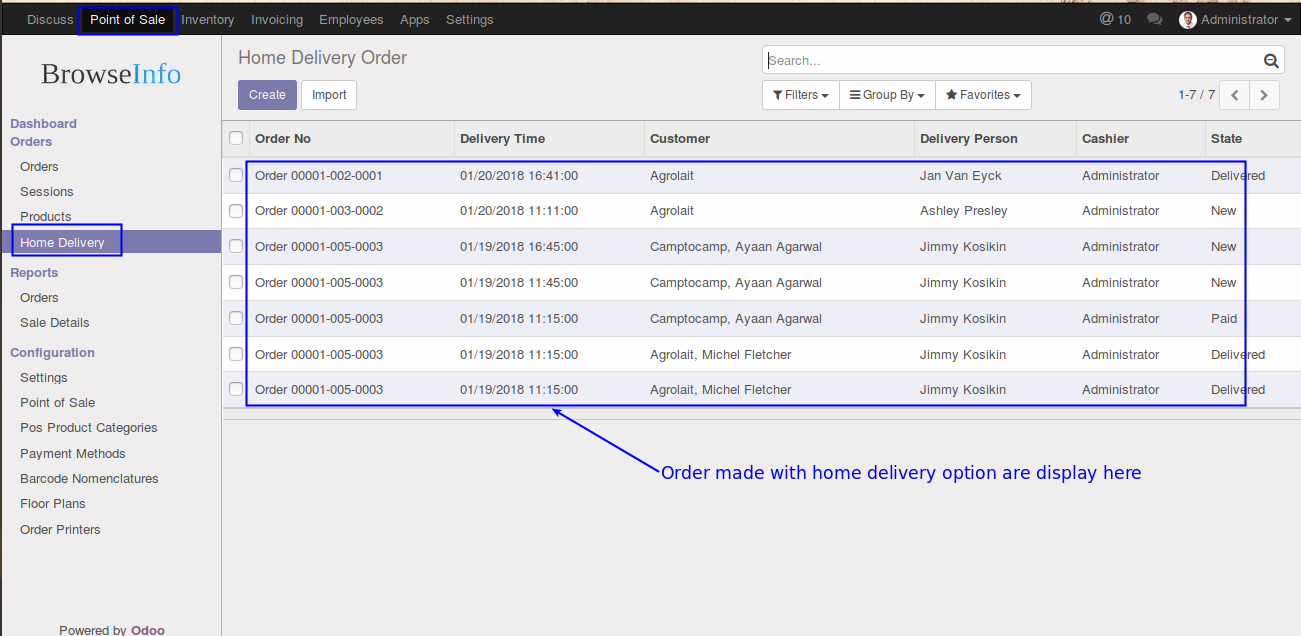 Discuss Point of Sale Inventory Invoicing Employees Apps Settings @ 10 Administrator
BrowseInfo
Dashboard
Orders
Orders
Sessions
Products
Home Delivery
Reports
Orders
Sale Details
Configuration
Settings
Point of Sale
Pos Product Categories
Payment Methods
Barcode Nomenclatures
Floor Plans
Order Printers
Powered by Odoo
Home Delivery Order
Search...
Create Import
Filters Group By Favorites 1-7 / 7
Order No Delivery Time Customer Delivery Person Cashier State
Order 00001-002-0001 01/20/2018 16:41:00 Agrolait Jan Van Eyck Administrator Delivered
Order 00001-003-0002 01/20/2018 11:11:00 Agrolait Ashley Presley Administrator New
Order 00001-005-0003 01/19/2018 16:45:00 Camptocamp, Ayaan Agarwal Jimmy Kosikin Administrator New
Order 00001-005-0003 01/19/2018 11:45:00 Camptocamp, Ayaan Agarwal Jimmy Kosikin Administrator New
Order 00001-005-0003 01/19/2018 11:15:00 Camptocamp, Ayaan Agarwal Jimmy Kosikin Administrator Paid
Order 00001-005-0003 01/19/2018 11:15:00 Agrolait, Michel Fletcher Jimmy Kosikin Administrator Delivered
Order 00001-005-0003 01/19/2018 11:15:00 Agrolait, Michel Fletcher Jimmy Kosikin Administrator Delivered
Order made with home delivery option are display here